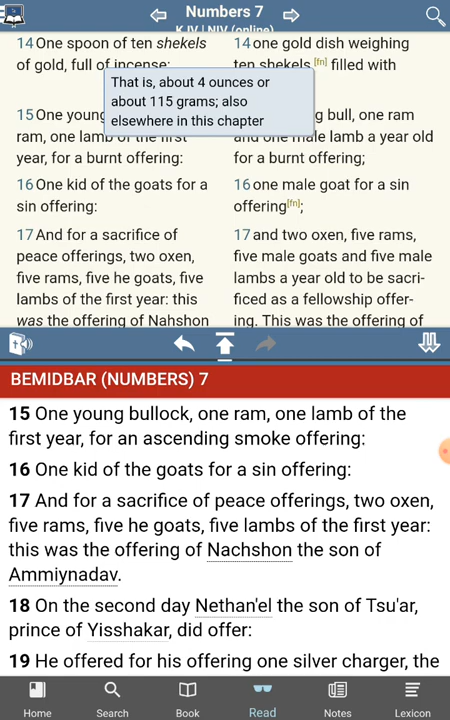 Numbers 7
KJV | NIV (online)
14 One spoon of ten shekels
of gold, full of incense:
15 One young
ram, one lamb of the first
year, for a burnt offering:
16 One kid of the goats for a
sin offering:
17 And for a sacrifice of
peace offerings, two oxen,
five rams, five he goats, five
lambs of the first year: this
was the offering of Nahshon
14 one gold dish weighing
ten shekels [fn] filled with
g bull, one ram
and one male lamb a year old
for a burnt offering;
16 one male goat for a sin
offering[fn];
17 and two oxen, five rams,
five male goats and five male
lambs a year old to be sacri-
ficed as a fellowship offer-
ing. This was the offering of
That is, about 4 ounces or
about 115 grams; also
elsewhere in this chapter
BEMIDBAR (NUMBERS) 7
15 One young bullock, one ram, one lamb of the
first year, for an ascending smoke offering:
16 One kid of the goats for a sin offering:
17 And for a sacrifice of peace offerings, two oxen,
five rams, five he goats, five lambs of the first year:
this was the offering of Nachshon the son of
Ammiynadav.
18 On the second day Nethan'el the son of Tsu'ar,
prince of Yisshakar, did offer:
19 He offered for his offering one silver charger, the
Home
Search
Book
Read
Notes
Lexicon